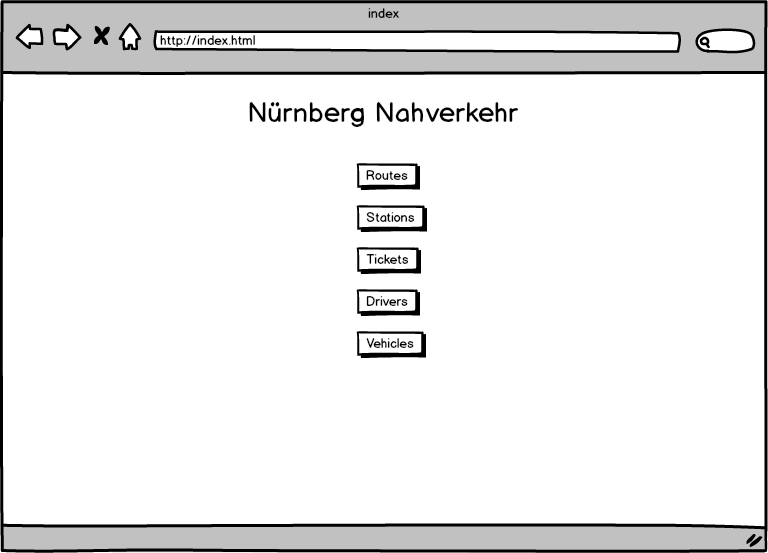 index
http://index.html
Nürnberg Nahverkehr
Routes
Stations
Tickets
Drivers
Vehicles